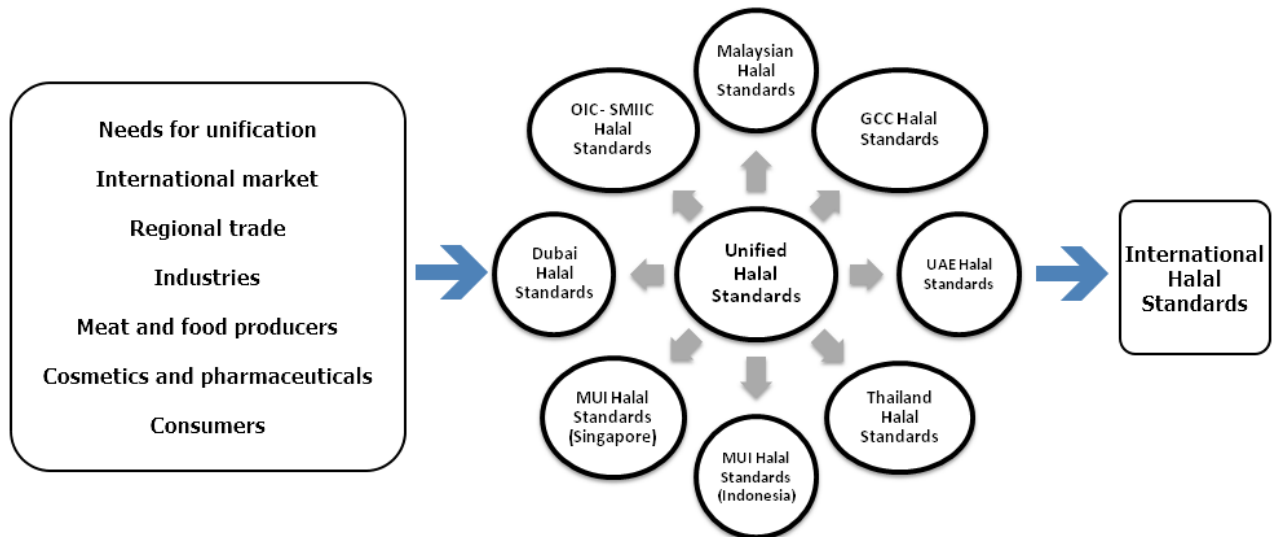 Needs for unification
International market
Regional trade
Industries
Meat and food producers
Cosmetics and pharmaceuticals
Consumers
Malaysian
Halal
Standards
OIC- SMIIC
Halal
Standards
GCC Halal
Standards
Dubai
Halal
Standards
Unified
Halal
Standards
UAE Halal
Standards
MUI Halal
Standards
(Singapore)
MUI Halal
Standards
(Indonesia)
Thailand
Halal
Standards
International
Halal
Standards